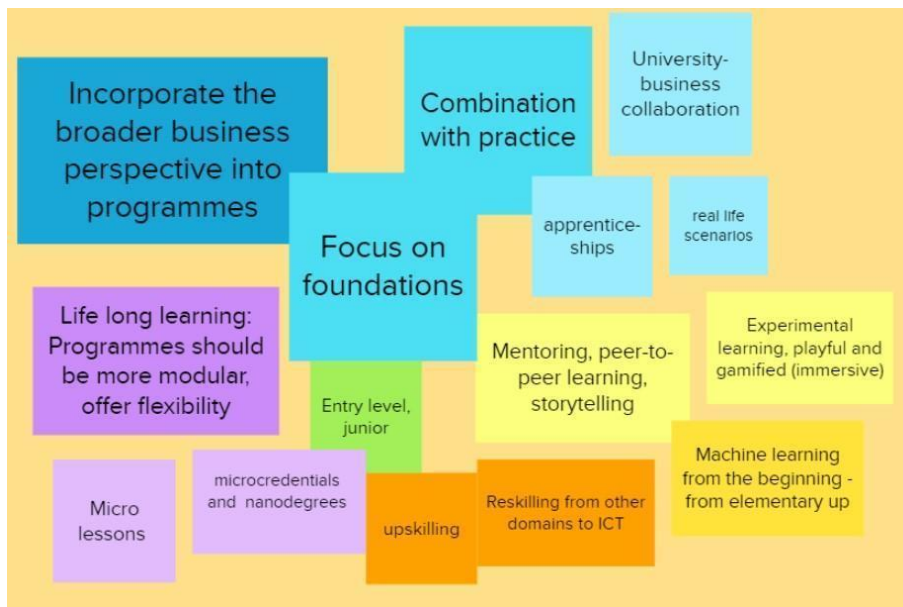 Incorporate the
broader business
perspective into
programmes
Combination
with practice
University-
business
collaboration
Focus on
foundations
apprentice-
ships
real life
scenarios
Life long learning:
Programmes should
be more modular,
offer flexibility
Entry level,
junior
Mentoring, peer-to-
peer learning,
storytelling
Experimental
learning, playful and
gamified (immersive)
Micro
lessons
microcredentials
and nanodegrees
upskilling
Reskilling from other
domains to ICT
Machine learning
from the beginning -
from elementary up